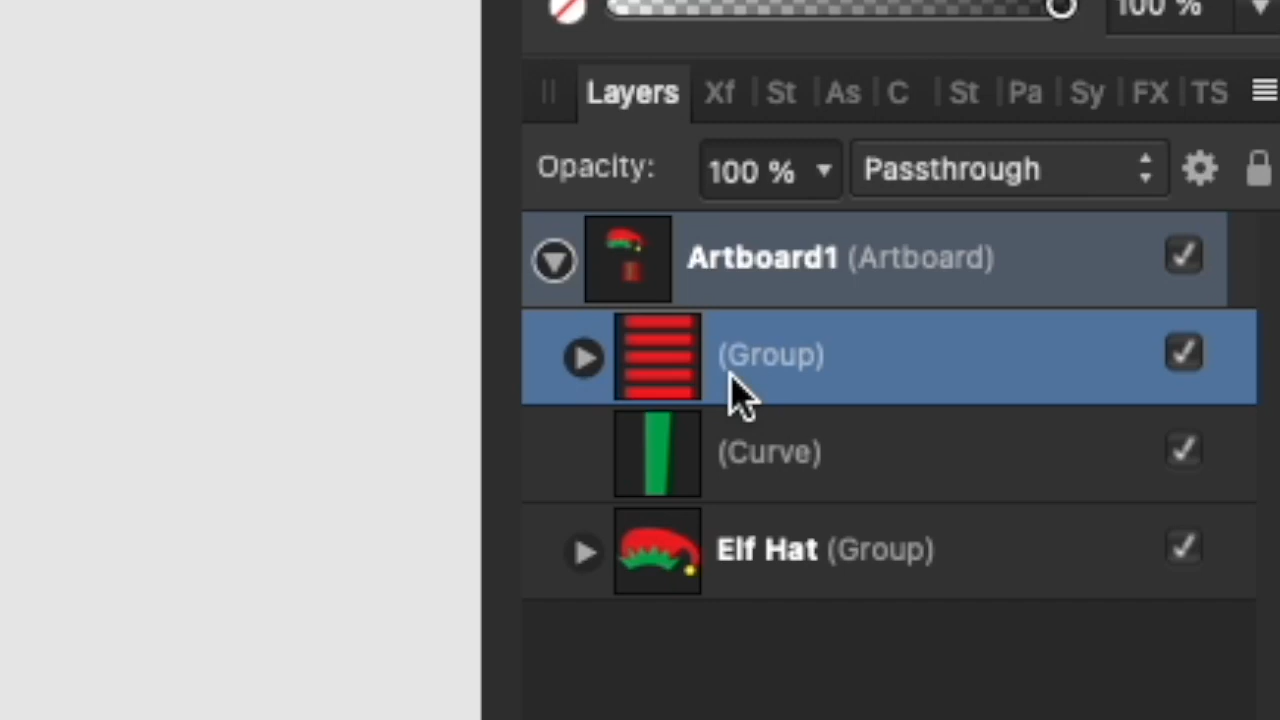 100 %
Layers Xf St As C St Pa Sy FX TS
Opacity: 100 % Passthrough
Artboard1 (Artboard)
(Group)
(Curve)
Elf Hat (Group)